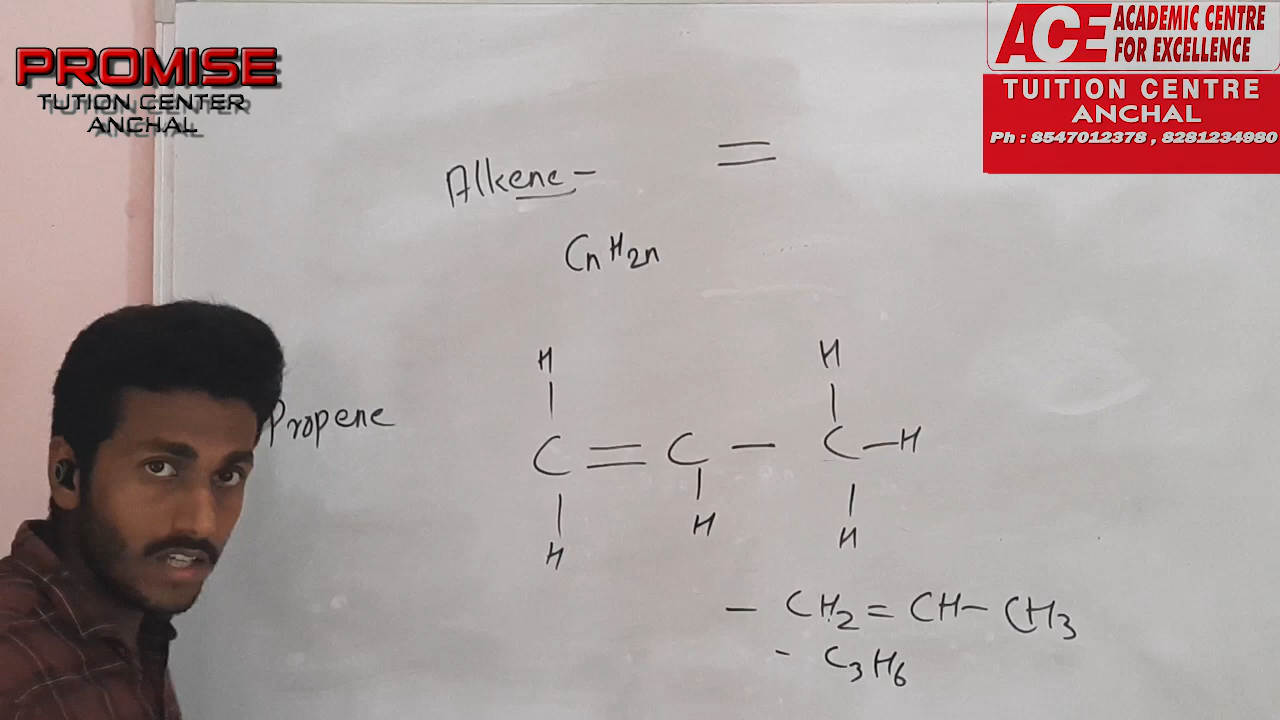 PROMISE
TUTION CENTER
ANCHAL
ACE ACADEMIC CENTRE
FOR EXCELLENCE
TUITION CENTRE
ANCHAL
Ph : 8547012378 , 8281234980
Alkene –  =
CnH2n
H H
Propene
C = C – C – H
H H H
– CH2 = CH – CH3
- C3H6